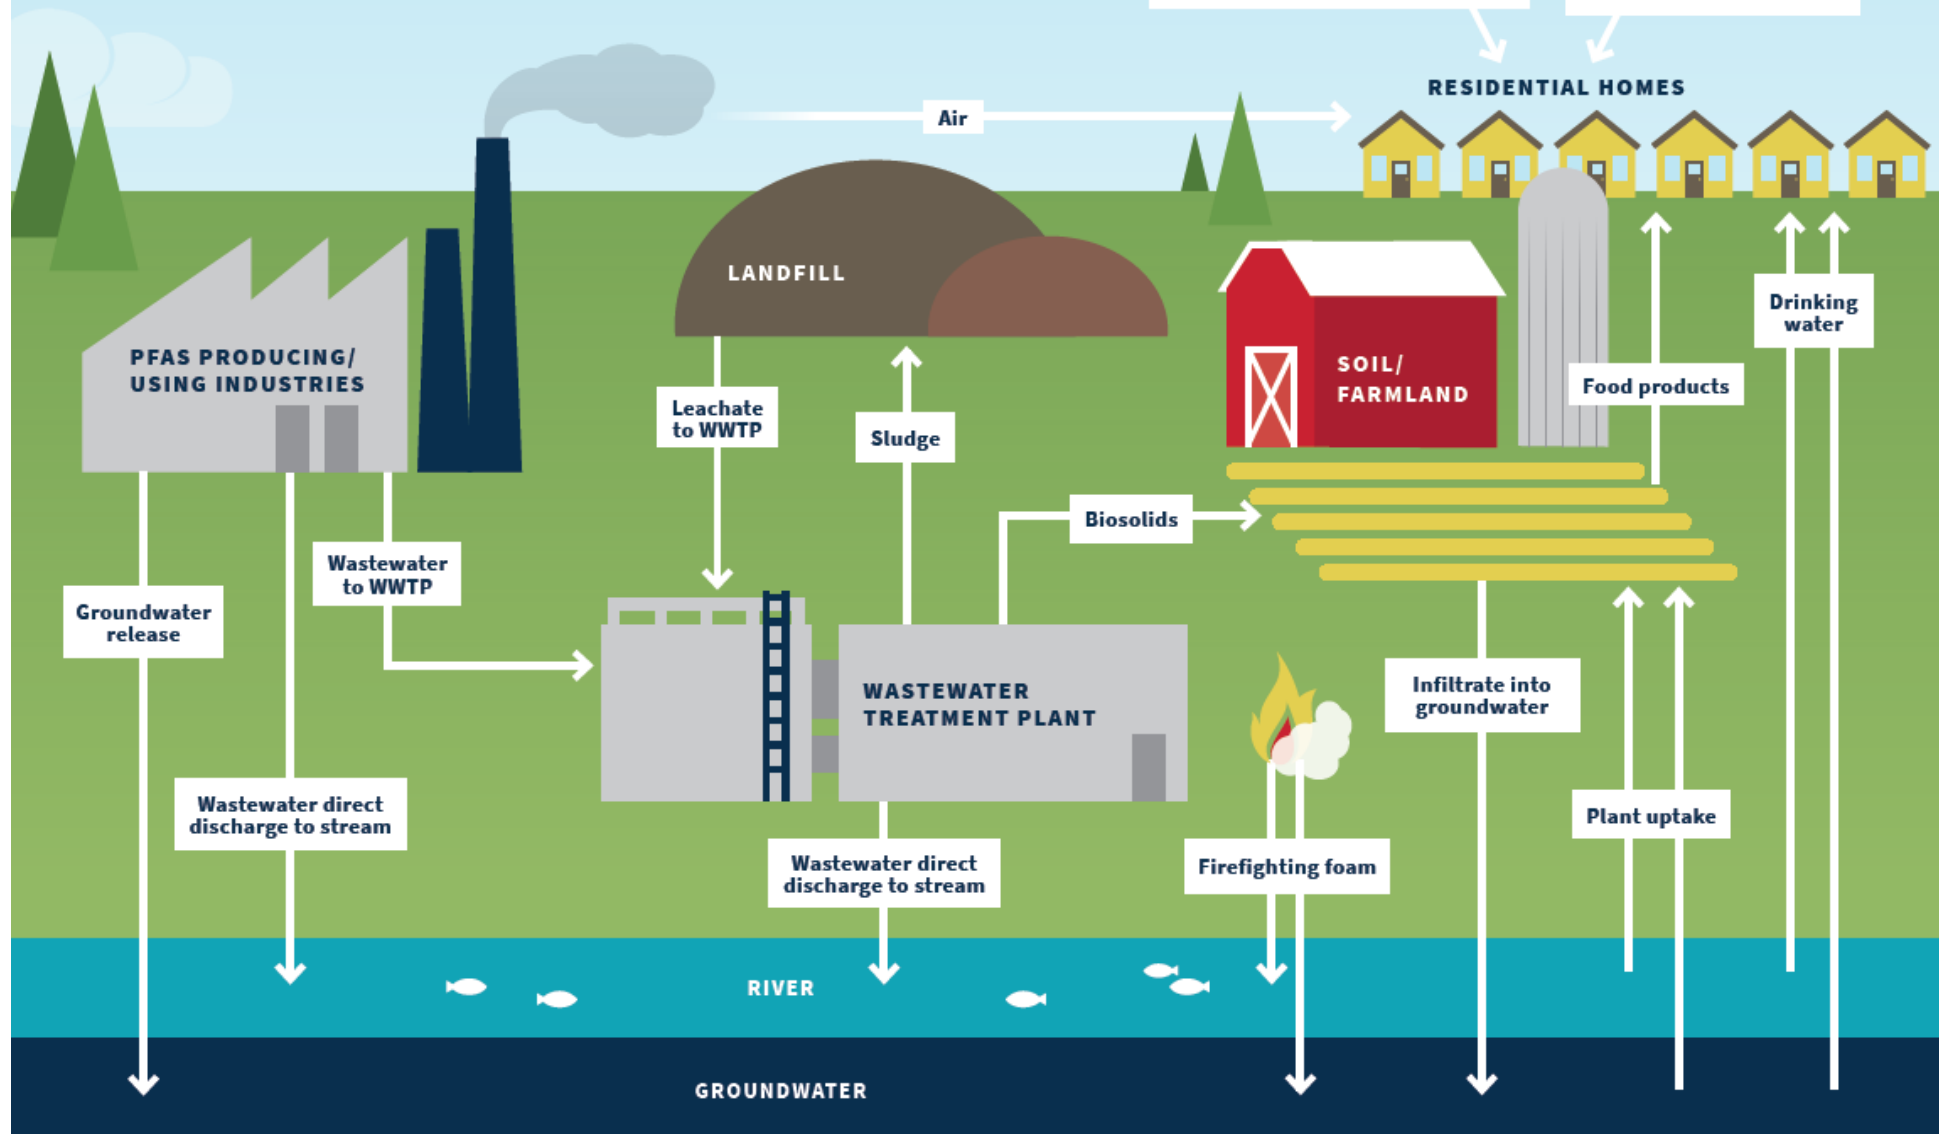 RESIDENTIAL HOMES
Air
LANDFILL
Drinking
water
PFAS PRODUCING/
USING INDUSTRIES
SOIL/
FARMLAND
Food products
Leachate
to WWTP
Sludge
Biosolids
Wastewater
to WWTP
Groundwater
release
WASTEWATER
TREATMENT PLANT
Infiltrate into
groundwater
Wastewater direct
discharge to stream
Plant uptake
Wastewater direct
discharge to stream
Firefighting foam
RIVER
GROUNDWATER